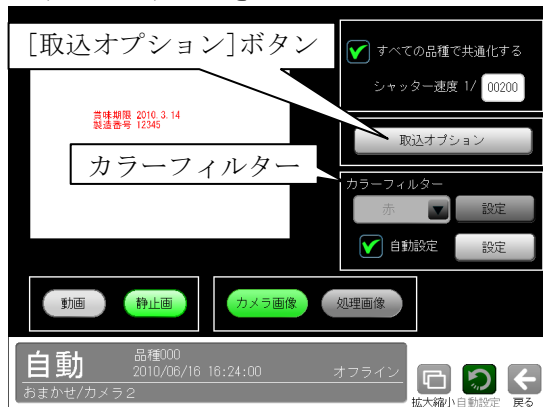 [取込オプション]ボタン
すべての品種で共通化する
シャッター速度 1/ 00200
賞味期限 2010.3.14
製造番号 12345
取込オプション
カラーフィルター
カラーフィルター
赤 設定
自動設定 設定
動画 静止画 カメラ画像 処理画像
自動 品種000
2010/06/16 16:24:00 オフライン
おまかせ/カメラ2
拡大縮小 自動設定 戻る